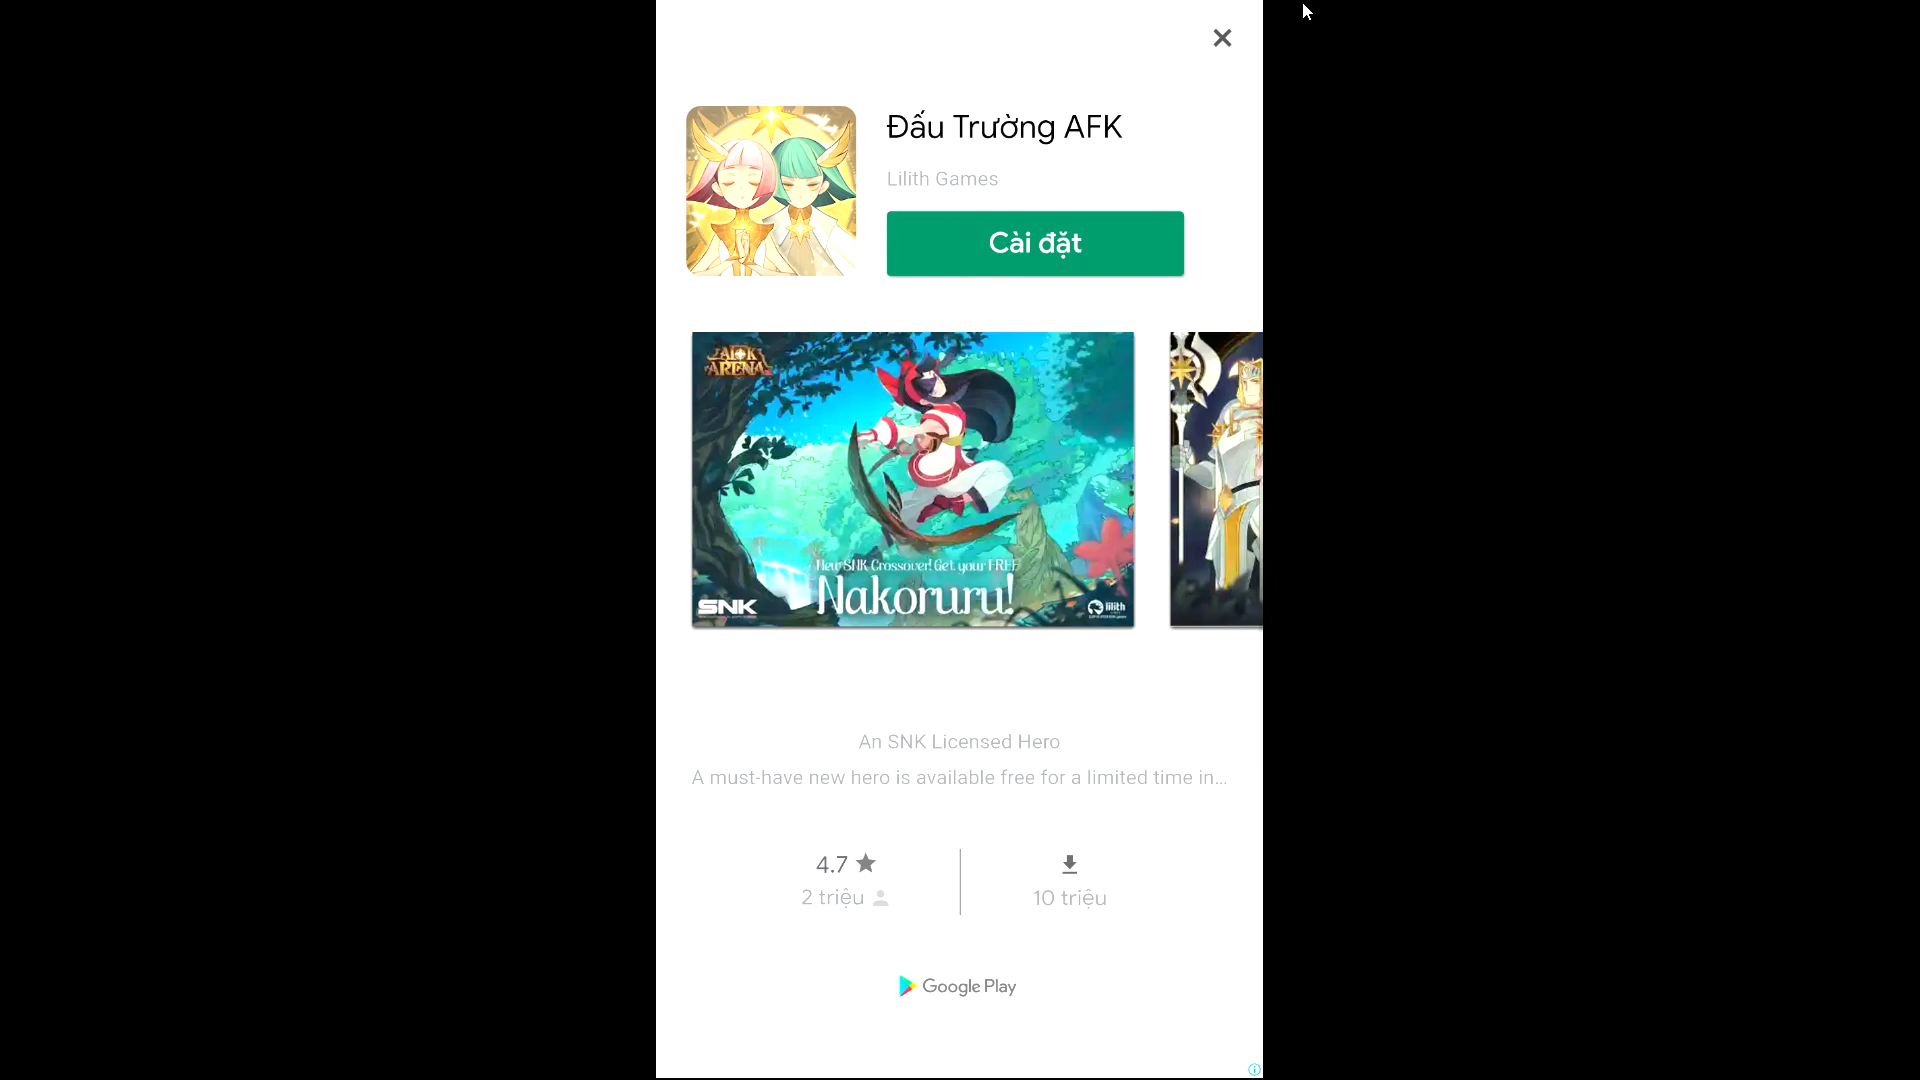 Đấu Trường AFK
Lilith Games
Cài đặt
AFK
ARENA
New SNK Crossover! Get your FREE
Nakoruru!
SNK
lilith
An SNK Licensed Hero
A must-have new hero is available free for a limited time in...
4.7
2 triệu
10 triệu
Google Play